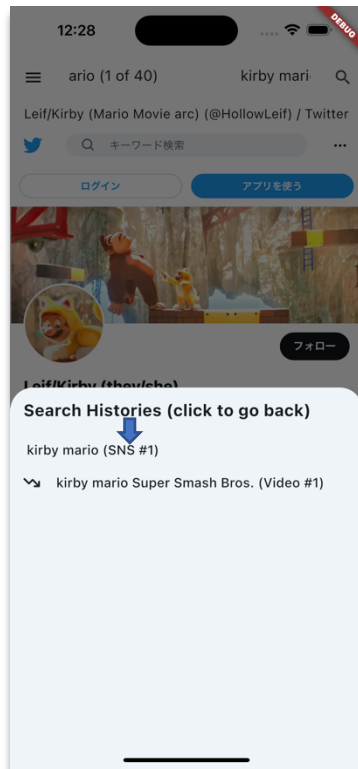 12:28
DEBUG
ario (1 of 40)
kirby mari
Leif/Kirby (Mario Movie arc) (@HollowLeif) / Twitter
キーワード検索
ログイン
アプリを使う
フォロー
Leif/Kirby (they/she)
Search Histories (click to go back)
kirby mario (SNS #1)
kirby mario Super Smash Bros. (Video #1)